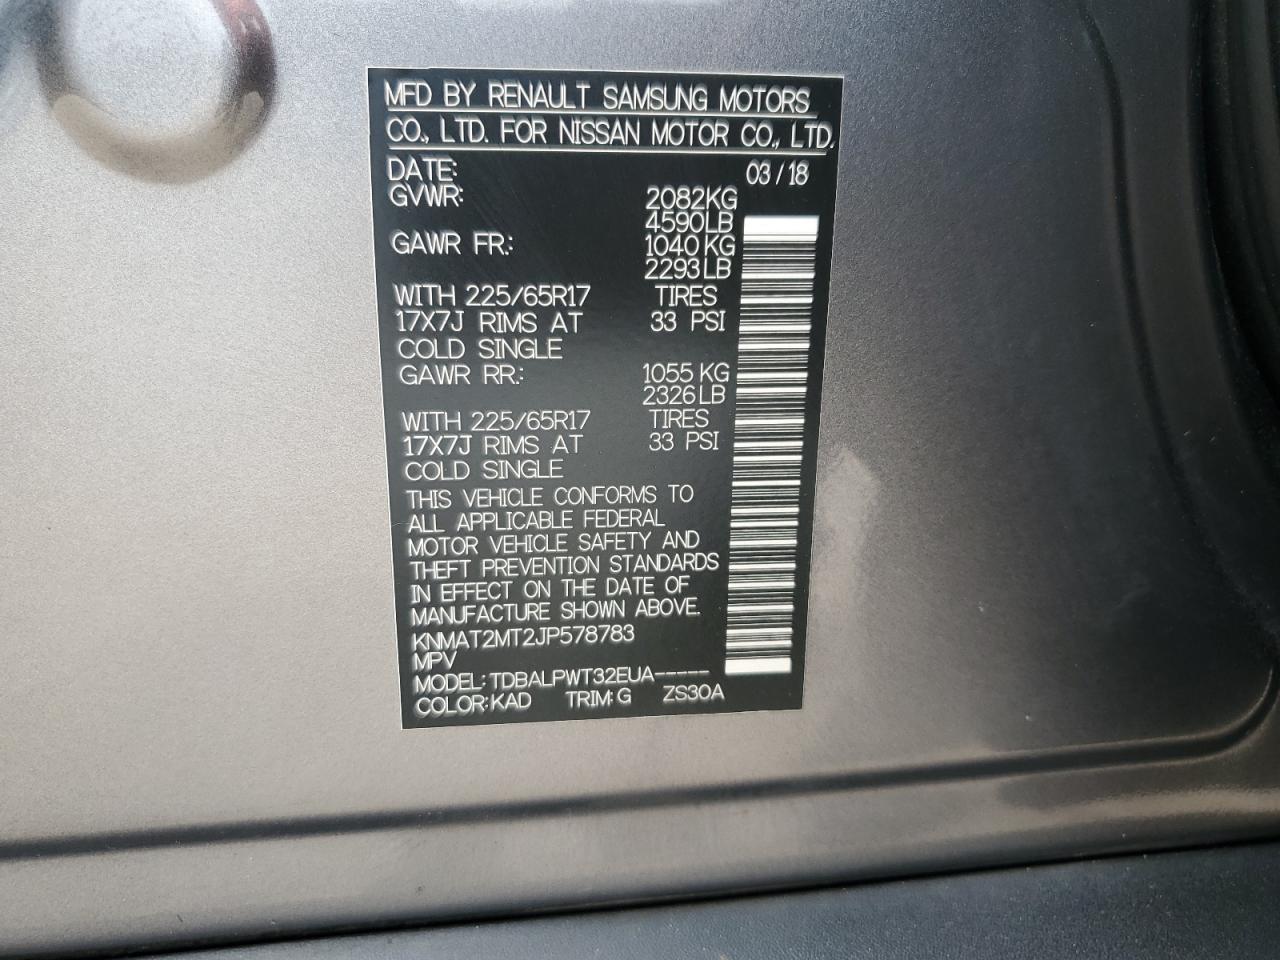 MFD BY RENAULT SAMSUNG MOTORS
CO., LTD. FOR NISSAN MOTOR CO., LTD.
DATE: 03 / 18
GVWR: 2082KG
4590LB
GAWR FR.: 1040KG
2293LB
WITH 225/65R17 TIRES
17X7J RIMS AT 33 PSI
COLD SINGLE
GAWR RR.: 1055 KG
2326LB
WITH 225/65R17 TIRES
17X7J RIMS AT 33 PSI
COLD SINGLE
THIS VEHICLE CONFORMS TO
ALL APPLICABLE FEDERAL
MOTOR VEHICLE SAFETY AND
THEFT PREVENTION STANDARDS
IN EFFECT ON THE DATE OF
MANUFACTURE SHOWN ABOVE.
KNMAT2MT2JP578783
MPV
MODEL: TDBALPWT32EUA-----
COLOR: KAD TRIM: G ZS30A